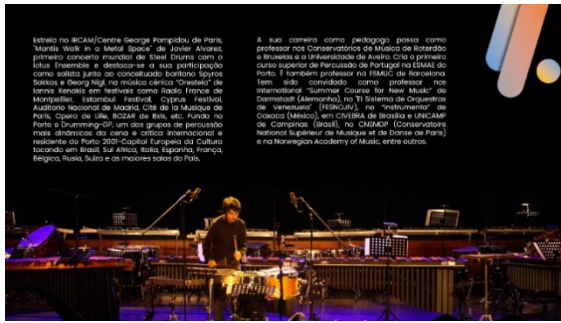 Estreia no IRCAM/Centre George Pompidou de Paris,
"Mantis Walk in a Metal Space" de Javier Alvarez,
primeiro concerto mundial de Steel Drums com o
Ictus Ensemble e destaca-se a sua participação
como solista junto ao conceituado barítono Spyros
Sakkas e Georg Nigl, na música cénica "Oresteia" de
Iannis Xenakis em festivais como Radio France de
Montpellier, Estambul Festival, Cyprus Festival,
Auditório Nacional de Madrid, Cité de la Musique de
Paris, Opera de Lille, BOZAR de Bxls, etc. Funda no
Porto o Drumming-GP, um dos grupos de percussão
mais dinâmicos da cena e crítica internacional e
residente do Porto 2001-Capital Europeia da Cultura
tocando em Brasil, Sul Africa, Italia, Espanha, França,
Bélgica, Rusia, Suiza e as maiores salas do País.
A sua carreira como pedagogo passa como
professor nos Conservatórios de Música de Roterdão
e Bruxelas e a Universidade de Aveiro. Cria o primeiro
curso superior de Percussão de Portugal na ESMAE do
Porto. É também professor na ESMUC de Barcelona.
Tem sido convidado como professor nos
International "Summer Course for New Music" de
Darmstadt (Alemanha), no "El Sistema de Orquestras
de Venezuela" (FESNOJIV), no "Instrumenta" de
Oaxaca (México), em CIVEBRA de Brasília e UNICAMP
de Campinas (Brasil), no CNSMDP (Conservatoire
National Supérieur de Musique et de Danse de Paris)
e na Norwegian Academy of Music, entre outros.